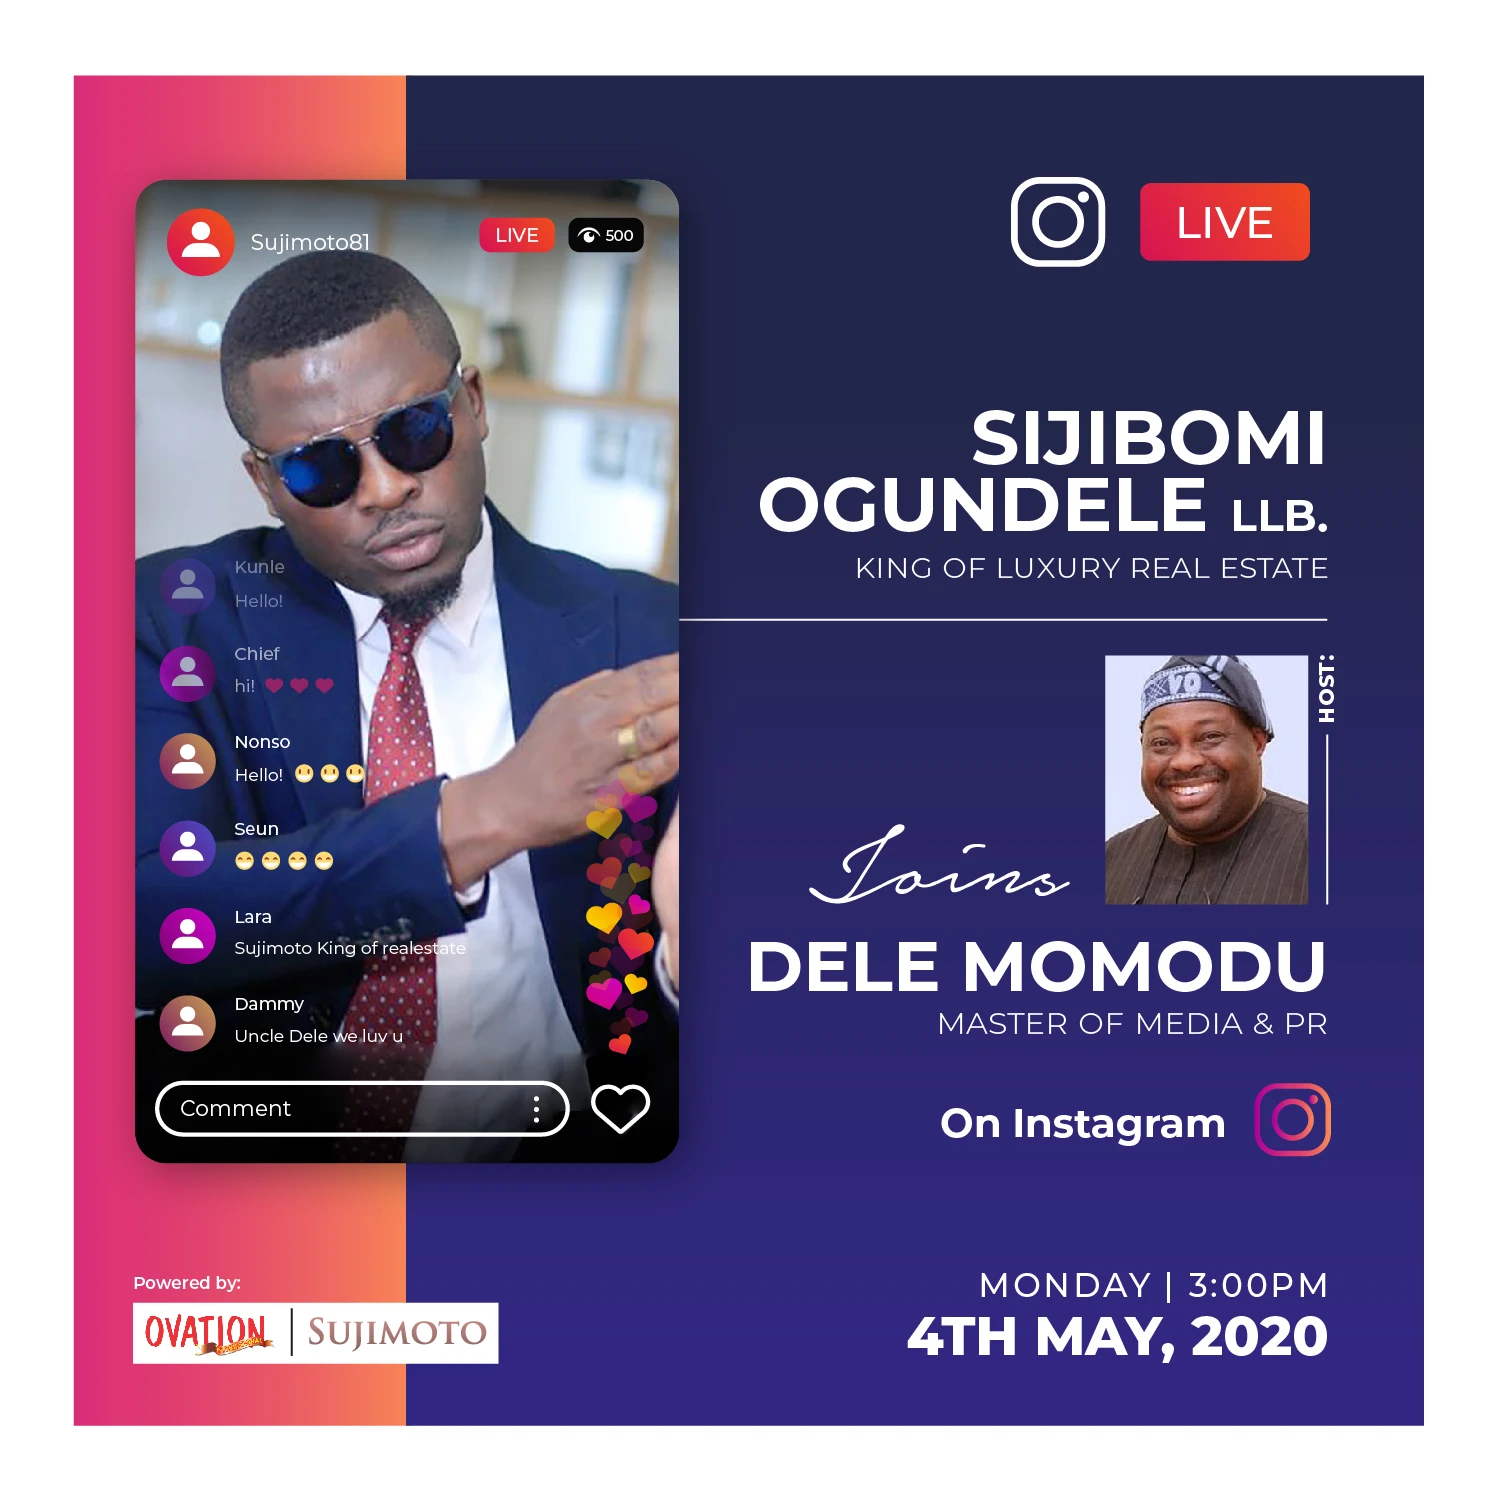 Sujimoto81
LIVE
500
Kunle
Hello!
Chief
hi!
Nonso
Hello!
Seun
Lara
Sujimoto King of realestate
Dammy
Uncle Dele we luv u
Comment
LIVE
SIJIBOMI
OGUNDELE LLB.
KING OF LUXURY REAL ESTATE
HOST:
Joins
DELE MOMODU
MASTER OF MEDIA & PR
On Instagram
Powered by:
OVATION
SUJIMOTO
MONDAY | 3:00PM
4TH MAY, 2020